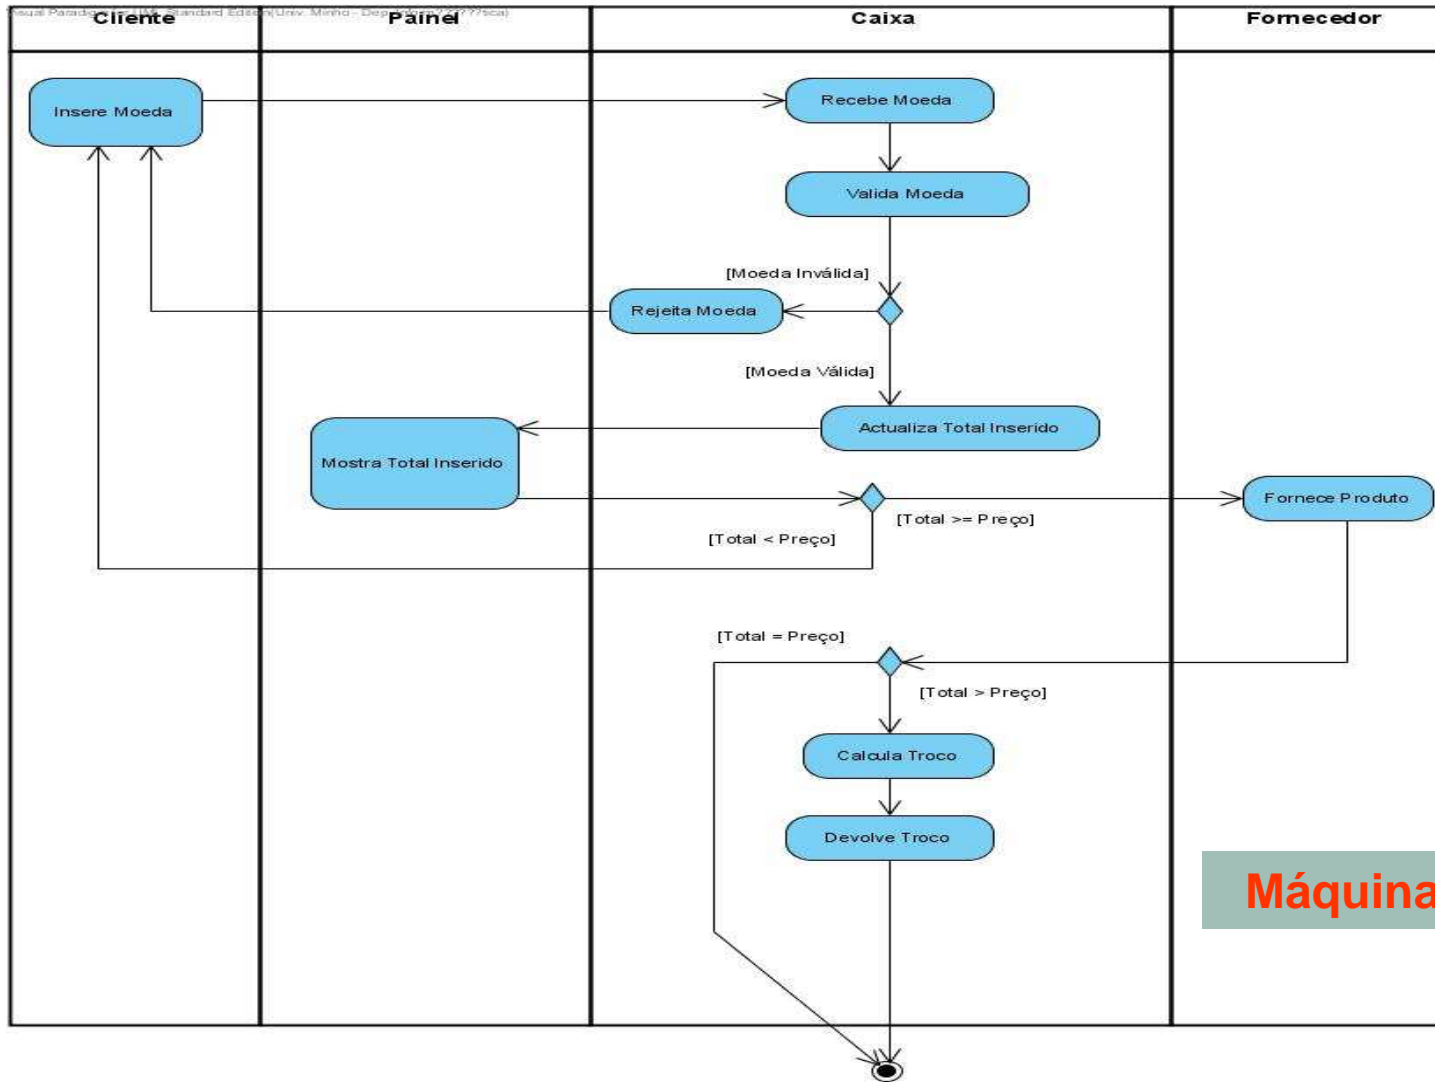 Cliente
Painel
Caixa
Fornecedor
Insere Moeda
Recebe Moeda
Valida Moeda
[Moeda Inválida]
Rejeita Moeda
[Moeda Válida]
Actualiza Total Inserido
Mostra Total Inserido
Fornece Produto
[Total >= Preço]
[Total < Preço]
[Total = Preço]
[Total > Preço]
Calcula Troco
Devolve Troco
Máquina